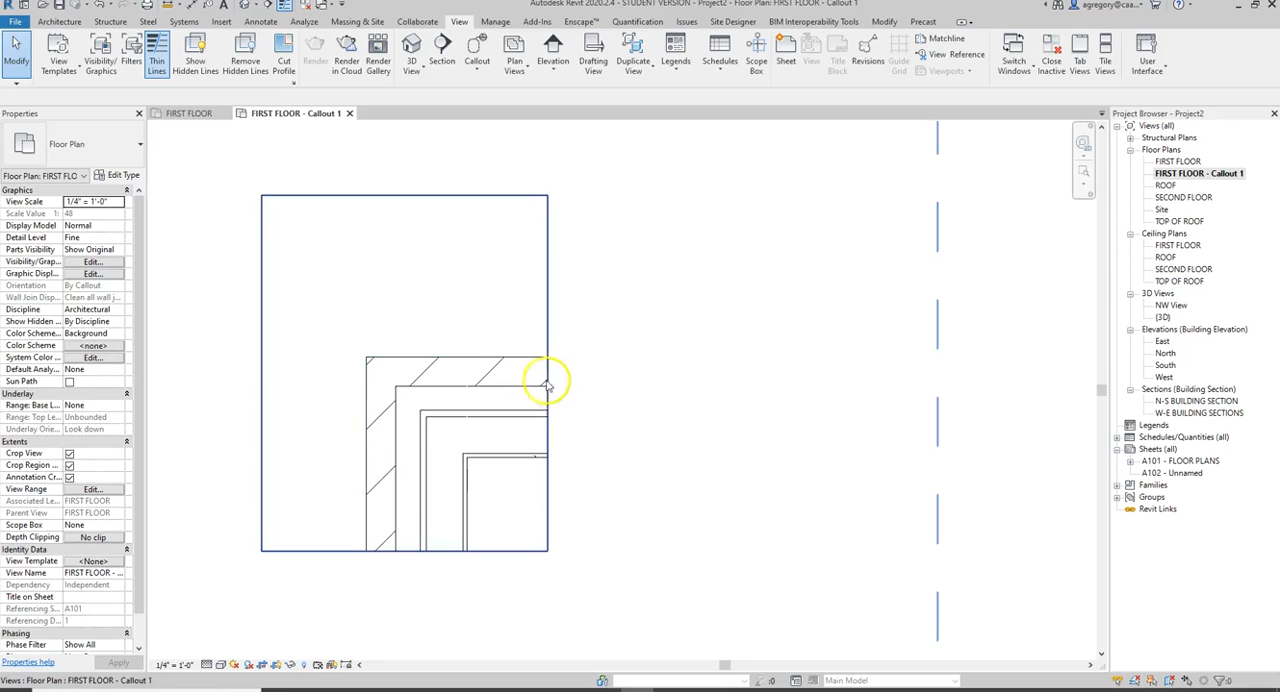 Autodesk Revit 2020.2.4 - STUDENT VERSION - Project2 - Floor Plan: FIRST FLOOR - Callout 1
agregory@caa...
File Architecture Structure Steel Systems Insert Annotate Analyze Massing & Site Collaborate View Manage Add-Ins Enscape™ Quantification Issues Site Designer BIM Interoperability Tools Modify Precast
Modify
View Templates
Visibility/ Graphics
Filters
Thin Lines
Show Hidden Lines
Remove Hidden Lines
Cut Profile
Render
Render in Cloud
Render Gallery
3D View
Section
Callout
Plan Views
Elevation
Drafting View
Duplicate View
Legends
Schedules
Scope Box
Sheet
View
Title Block
Revisions
Guide Grid
Matchline
View Reference
Viewports
Switch Windows
Close Inactive
Tab Views
Tile Views
User Interface
Properties
FIRST FLOOR
FIRST FLOOR - Callout 1
Floor Plan
Floor Plan: FIRST FLO
Edit Type
Graphics
View Scale 1/4" = 1'-0"
Scale Value 1: 48
Display Model Normal
Detail Level Fine
Parts Visibility Show Original
Visibility/Grap... Edit...
Graphic Displ... Edit...
Orientation By Callout
Wall Join Disp... Clean all wall j...
Discipline Architectural
Show Hidden ... By Discipline
Color Scheme... Background
Color Scheme <none>
System Color ... Edit...
Default Analy... None
Sun Path
Underlay
Range: Base L... None
Range: Top Le... Unbounded
Underlay Orie... Look down
Extents
Crop View
Crop Region ...
Annotation Cr...
View Range Edit...
Associated Le... FIRST FLOOR
Parent View FIRST FLOOR
Scope Box None
Depth Clipping No clip
Identity Data
View Template <None>
View Name FIRST FLOOR - ...
Dependency Independent
Title on Sheet
Referencing S... A101
Referencing D... 1
Phasing
Phase Filter Show All
Properties help
Apply
Project Browser - Project2
Views (all)
Structural Plans
Floor Plans
FIRST FLOOR
FIRST FLOOR - Callout 1
ROOF
SECOND FLOOR
Site
TOP OF ROOF
Ceiling Plans
FIRST FLOOR
ROOF
SECOND FLOOR
TOP OF ROOF
3D Views
NW View
{3D}
Elevations (Building Elevation)
East
North
South
West
Sections (Building Section)
N-S BUILDING SECTION
W-E BUILDING SECTIONS
Legends
Schedules/Quantities (all)
Sheets (all)
A101 - FLOOR PLANS
A102 - Unnamed
Families
Groups
Revit Links
1/4" = 1'-0"
Views : Floor Plan : FIRST FLOOR - Callout 1
:0
Main Model
:0